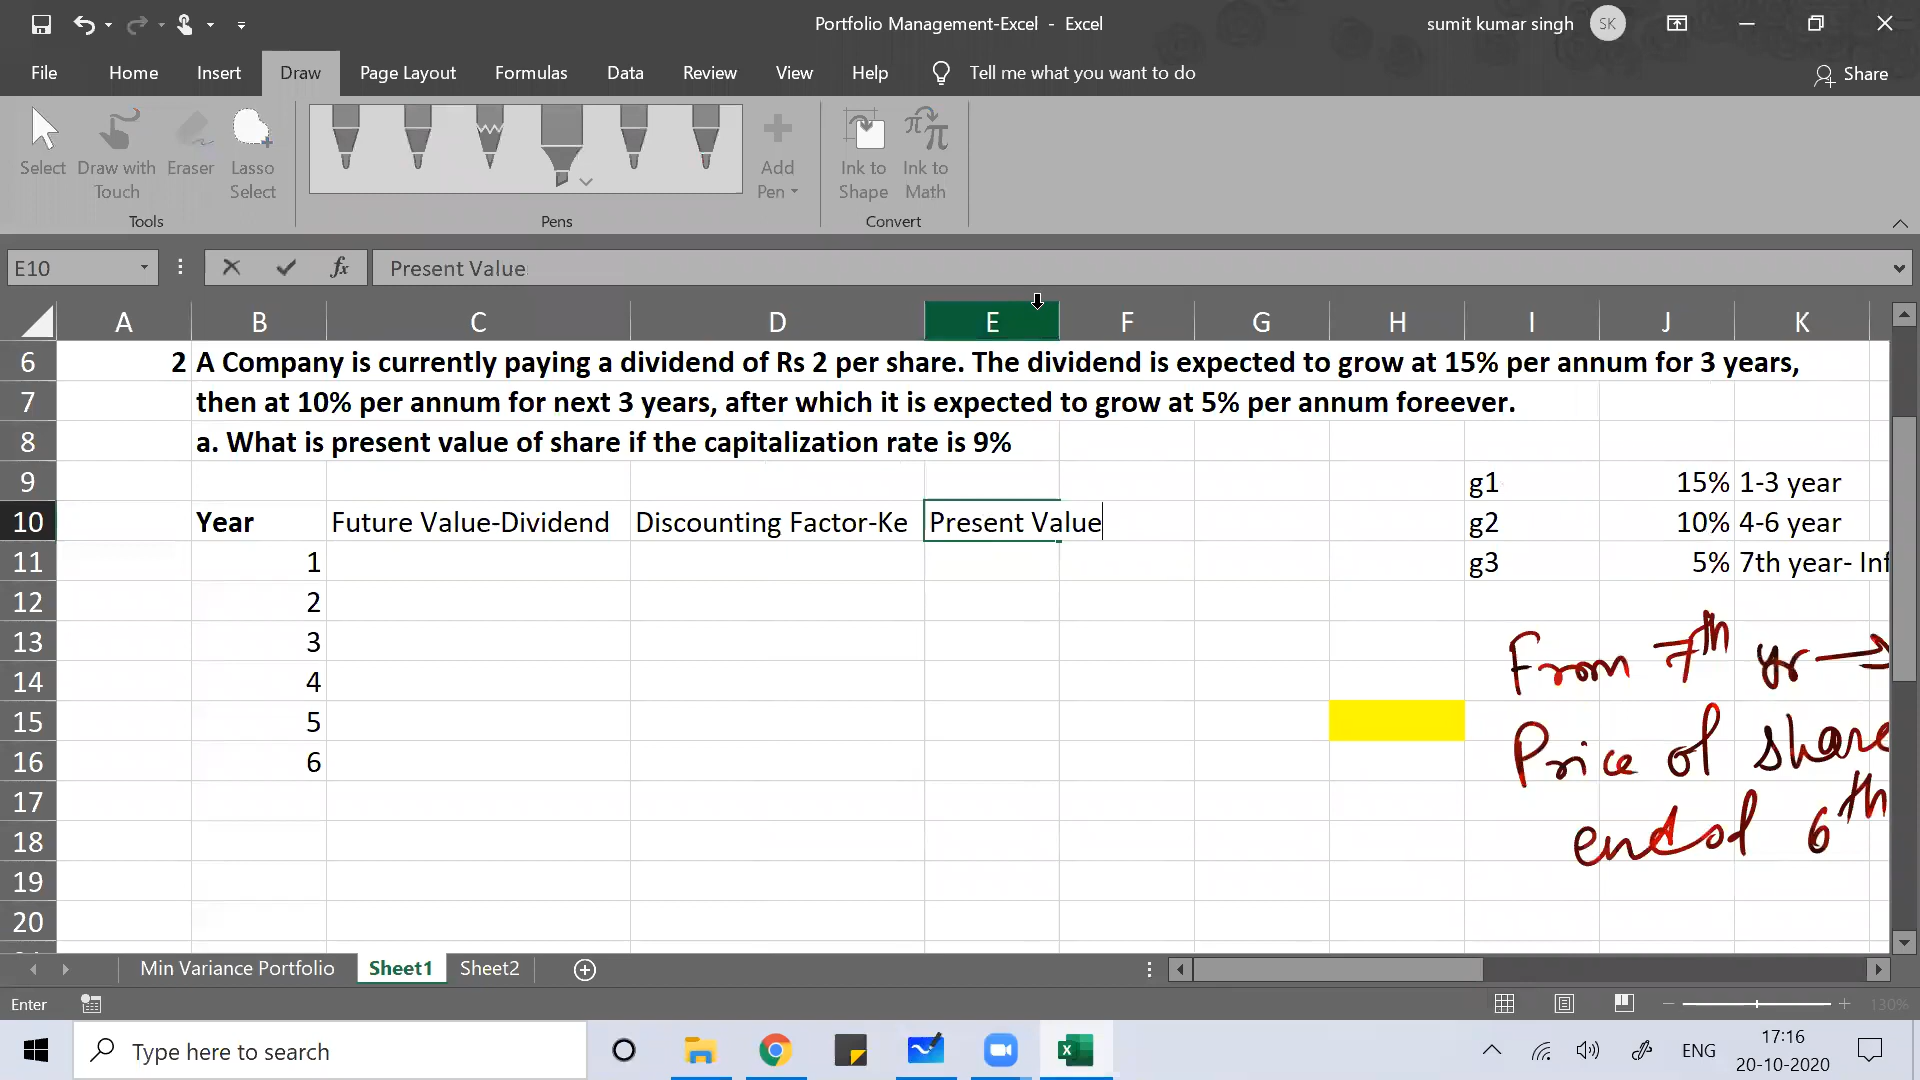 Portfolio Management-Excel - Excel
sumit kumar singh SK
File Home Insert Draw Page Layout Formulas Data Review View Help Tell me what you want to do Share
Select Draw with Touch Eraser Lasso Select Add Pen Ink to Shape Ink to Math
Tools Pens Convert
E10 fx Present Value
A B C D E F G H I J K
6 2 A Company is currently paying a dividend of Rs 2 per share. The dividend is expected to grow at 15% per annum for 3 years,
7 then at 10% per annum for next 3 years, after which it is expected to grow at 5% per annum foreever.
8 a. What is present value of share if the capitalization rate is 9%
9 g1 15% 1-3 year
10 Year Future Value-Dividend Discounting Factor-Ke Present Value g2 10% 4-6 year
11 1 g3 5% 7th year- Inf
12 2
13 3 From 7th yr →
14 4
15 5 Price of share
16 6
17
18 end of 6th
19
20
Min Variance Portfolio Sheet1 Sheet2
Enter 130%
Type here to search ENG 17:16
20-10-2020